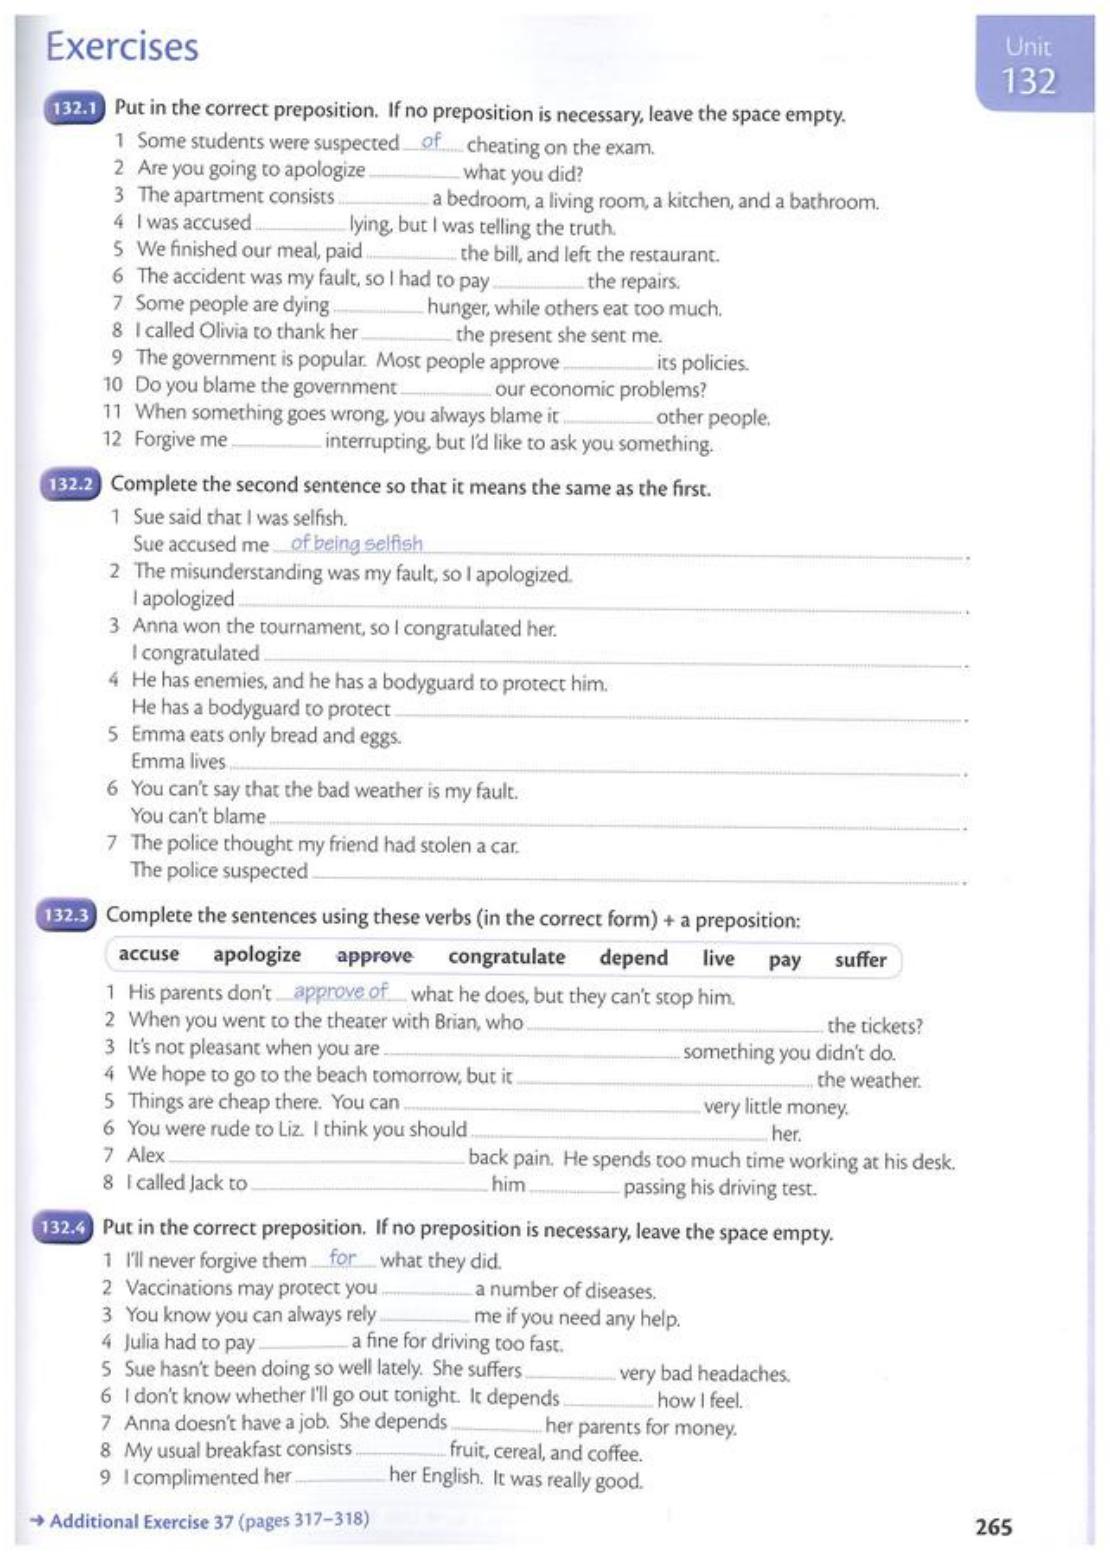 Exercises
Unit
132
132.1 Put in the correct preposition. If no preposition is necessary, leave the space empty.
1 Some students were suspected of cheating on the exam.
2 Are you going to apologize ............ what you did?
3 The apartment consists ............ a bedroom, a living room, a kitchen, and a bathroom.
4 I was accused ............ lying, but I was telling the truth.
5 We finished our meal, paid ............ the bill, and left the restaurant.
6 The accident was my fault, so I had to pay ............ the repairs.
7 Some people are dying ............ hunger, while others eat too much.
8 I called Olivia to thank her ............ the present she sent me.
9 The government is popular. Most people approve ............ its policies.
10 Do you blame the government ............ our economic problems?
11 When something goes wrong, you always blame it ............ other people.
12 Forgive me ............ interrupting, but I'd like to ask you something.
132.2 Complete the second sentence so that it means the same as the first.
1 Sue said that I was selfish.
Sue accused me of being selfish ............ .
2 The misunderstanding was my fault, so I apologized.
I apologized ............ .
3 Anna won the tournament, so I congratulated her.
I congratulated ............ .
4 He has enemies, and he has a bodyguard to protect him.
He has a bodyguard to protect ............ .
5 Emma eats only bread and eggs.
Emma lives ............ .
6 You can't say that the bad weather is my fault.
You can't blame ............ .
7 The police thought my friend had stolen a car.
The police suspected ............ .
132.3 Complete the sentences using these verbs (in the correct form) + a preposition:
accuse apologize approve congratulate depend live pay suffer
1 His parents don't approve of what he does, but they can't stop him.
2 When you went to the theater with Brian, who ............ the tickets?
3 It's not pleasant when you are ............ something you didn't do.
4 We hope to go to the beach tomorrow, but it ............ the weather.
5 Things are cheap there. You can ............ very little money.
6 You were rude to Liz. I think you should ............ her.
7 Alex ............ back pain. He spends too much time working at his desk.
8 I called Jack to ............ him ............ passing his driving test.
132.4 Put in the correct preposition. If no preposition is necessary, leave the space empty.
1 I'll never forgive them for what they did.
2 Vaccinations may protect you ............ a number of diseases.
3 You know you can always rely ............ me if you need any help.
4 Julia had to pay ............ a fine for driving too fast.
5 Sue hasn't been doing so well lately. She suffers ............ very bad headaches.
6 I don't know whether I'll go out tonight. It depends ............ how I feel.
7 Anna doesn't have a job. She depends ............ her parents for money.
8 My usual breakfast consists ............ fruit, cereal, and coffee.
9 I complimented her ............ her English. It was really good.
→ Additional Exercise 37 (pages 317–318)
265